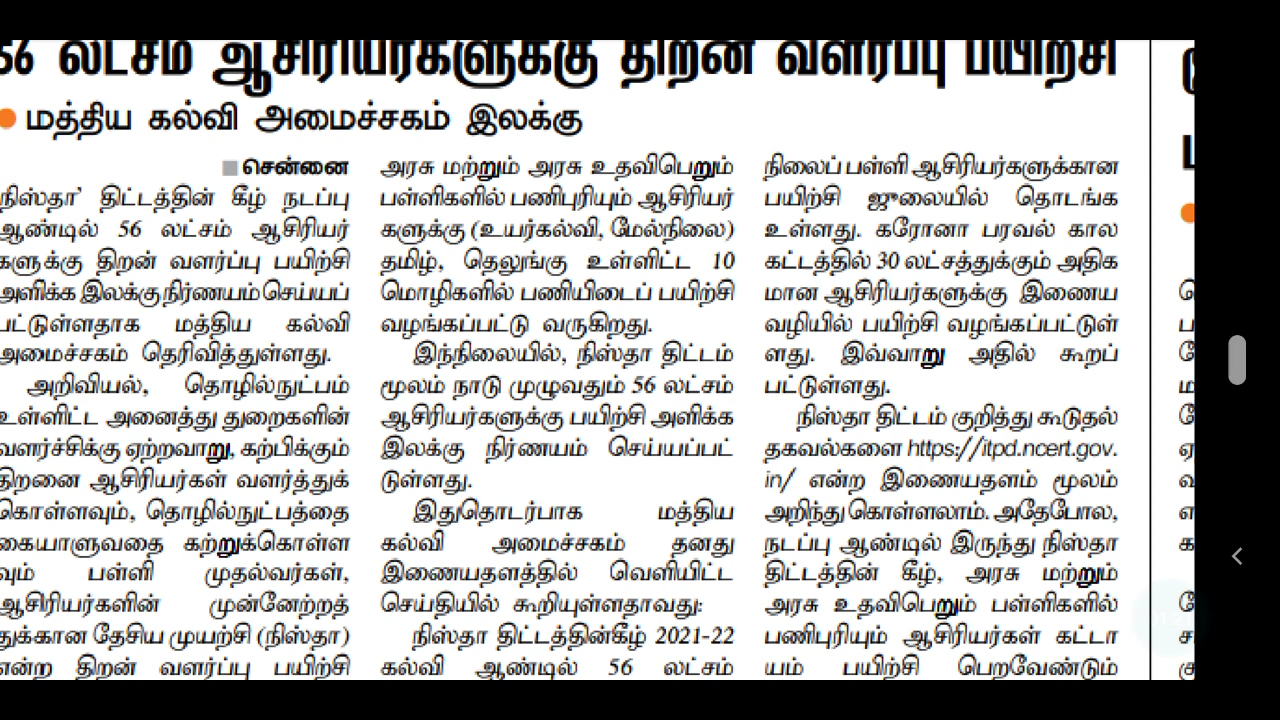 56 லட்சம் ஆசிரியர்களுக்கு திறன் வளர்ப்பு பயிற்சி
மத்திய கல்வி அமைச்சகம் இலக்கு
சென்னை
நிஸ்தா' திட்டத்தின் கீழ் நடப்பு
ஆண்டில் 56 லட்சம் ஆசிரியர்
களுக்கு திறன் வளர்ப்பு பயிற்சி
அளிக்க இலக்கு நிர்ணயம் செய்யப்
பட்டுள்ளதாக மத்திய கல்வி
அமைச்சகம் தெரிவித்துள்ளது.
அறிவியல், தொழில்நுட்பம்
உள்ளிட்ட அனைத்து துறைகளின்
வளர்ச்சிக்கு ஏற்றவாறு, கற்பிக்கும்
திறனை ஆசிரியர்கள் வளர்த்துக்
கொள்ளவும், தொழில்நுட்பத்தை
கையாளுவதை கற்றுக்கொள்ள
வும் பள்ளி முதல்வர்கள்,
ஆசிரியர்களின் முன்னேற்றத்
துக்கான தேசிய முயற்சி (நிஸ்தா)
என்ற திறன் வளர்ப்பு பயிற்சி
அரசு மற்றும் அரசு உதவிபெறும்
பள்ளிகளில் பணிபுரியும் ஆசிரியர்
களுக்கு (உயர்கல்வி, மேல்நிலை)
தமிழ், தெலுங்கு உள்ளிட்ட 10
மொழிகளில் பணியிடைப் பயிற்சி
வழங்கப்பட்டு வருகிறது.
இந்நிலையில், நிஸ்தா திட்டம்
மூலம் நாடு முழுவதும் 56 லட்சம்
ஆசிரியர்களுக்கு பயிற்சி அளிக்க
இலக்கு நிர்ணயம் செய்யப்பட்
டுள்ளது.
இதுதொடர்பாக மத்திய
கல்வி அமைச்சகம் தனது
இணையதளத்தில் வெளியிட்ட
செய்தியில் கூறியுள்ளதாவது:
நிஸ்தா திட்டத்தின்கீழ் 2021-22
கல்வி ஆண்டில் 56 லட்சம்
நிலைப் பள்ளி ஆசிரியர்களுக்கான
பயிற்சி ஜூலையில் தொடங்க
உள்ளது. கரோனா பரவல் கால
கட்டத்தில் 30 லட்சத்துக்கும் அதிக
மான ஆசிரியர்களுக்கு இணைய
வழியில் பயிற்சி வழங்கப்பட்டுள்
ளது. இவ்வாறு அதில் கூறப்
பட்டுள்ளது.
நிஸ்தா திட்டம் குறித்து கூடுதல்
தகவல்களை https://itpd.ncert.gov.
in/ என்ற இணையதளம் மூலம்
அறிந்து கொள்ளலாம். அதேபோல,
நடப்பு ஆண்டில் இருந்து நிஸ்தா
திட்டத்தின் கீழ், அரசு மற்றும்
அரசு உதவிபெறும் பள்ளிகளில்
பணிபுரியும் ஆசிரியர்கள் கட்டா
யம் பயிற்சி பெறவேண்டும்